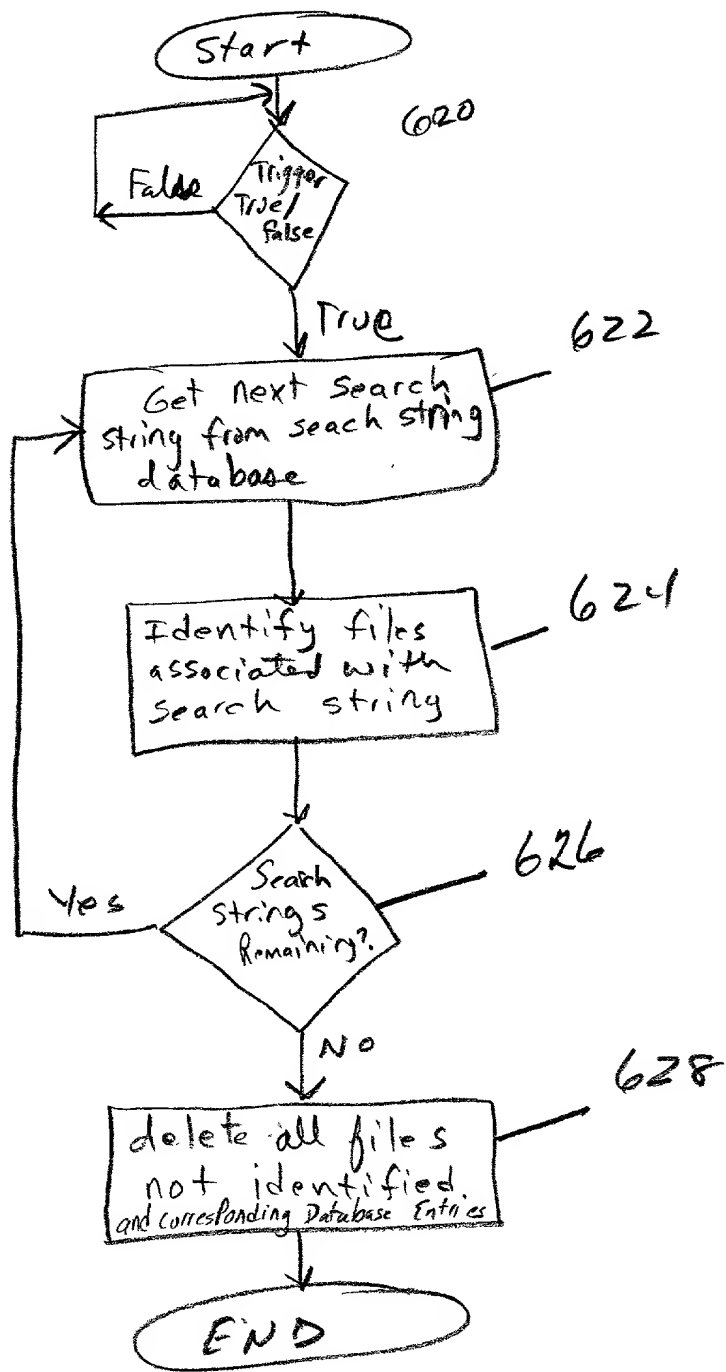 Start
620
Trigger
True/
False
False
True
622
Get next search
string from seach string
database
624
Identify files
associated with
search string
626
Search
Strings
Remaining?
Yes
No
628
delete all files
not identified.
and corresponding Database Entries
END